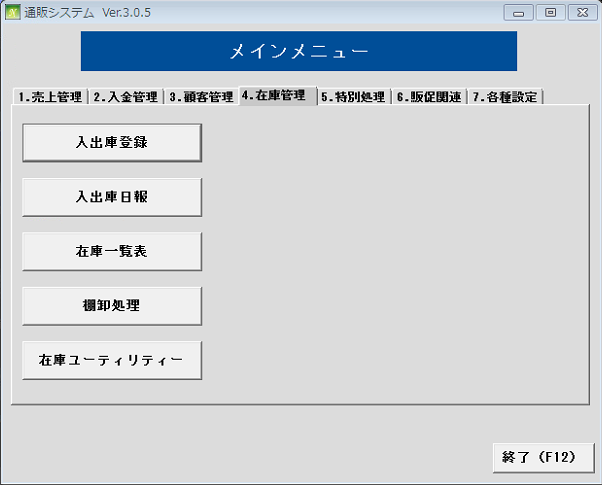 通販システム Ver.3.0.5
メインメニュー
1.売上管理 2.入金管理 3.顧客管理 4.在庫管理 5.特別処理 6.販促関連 7.各種設定
入出庫登録
入出庫日報
在庫一覧表
棚卸処理
在庫ユーティリティー
終了（F12）